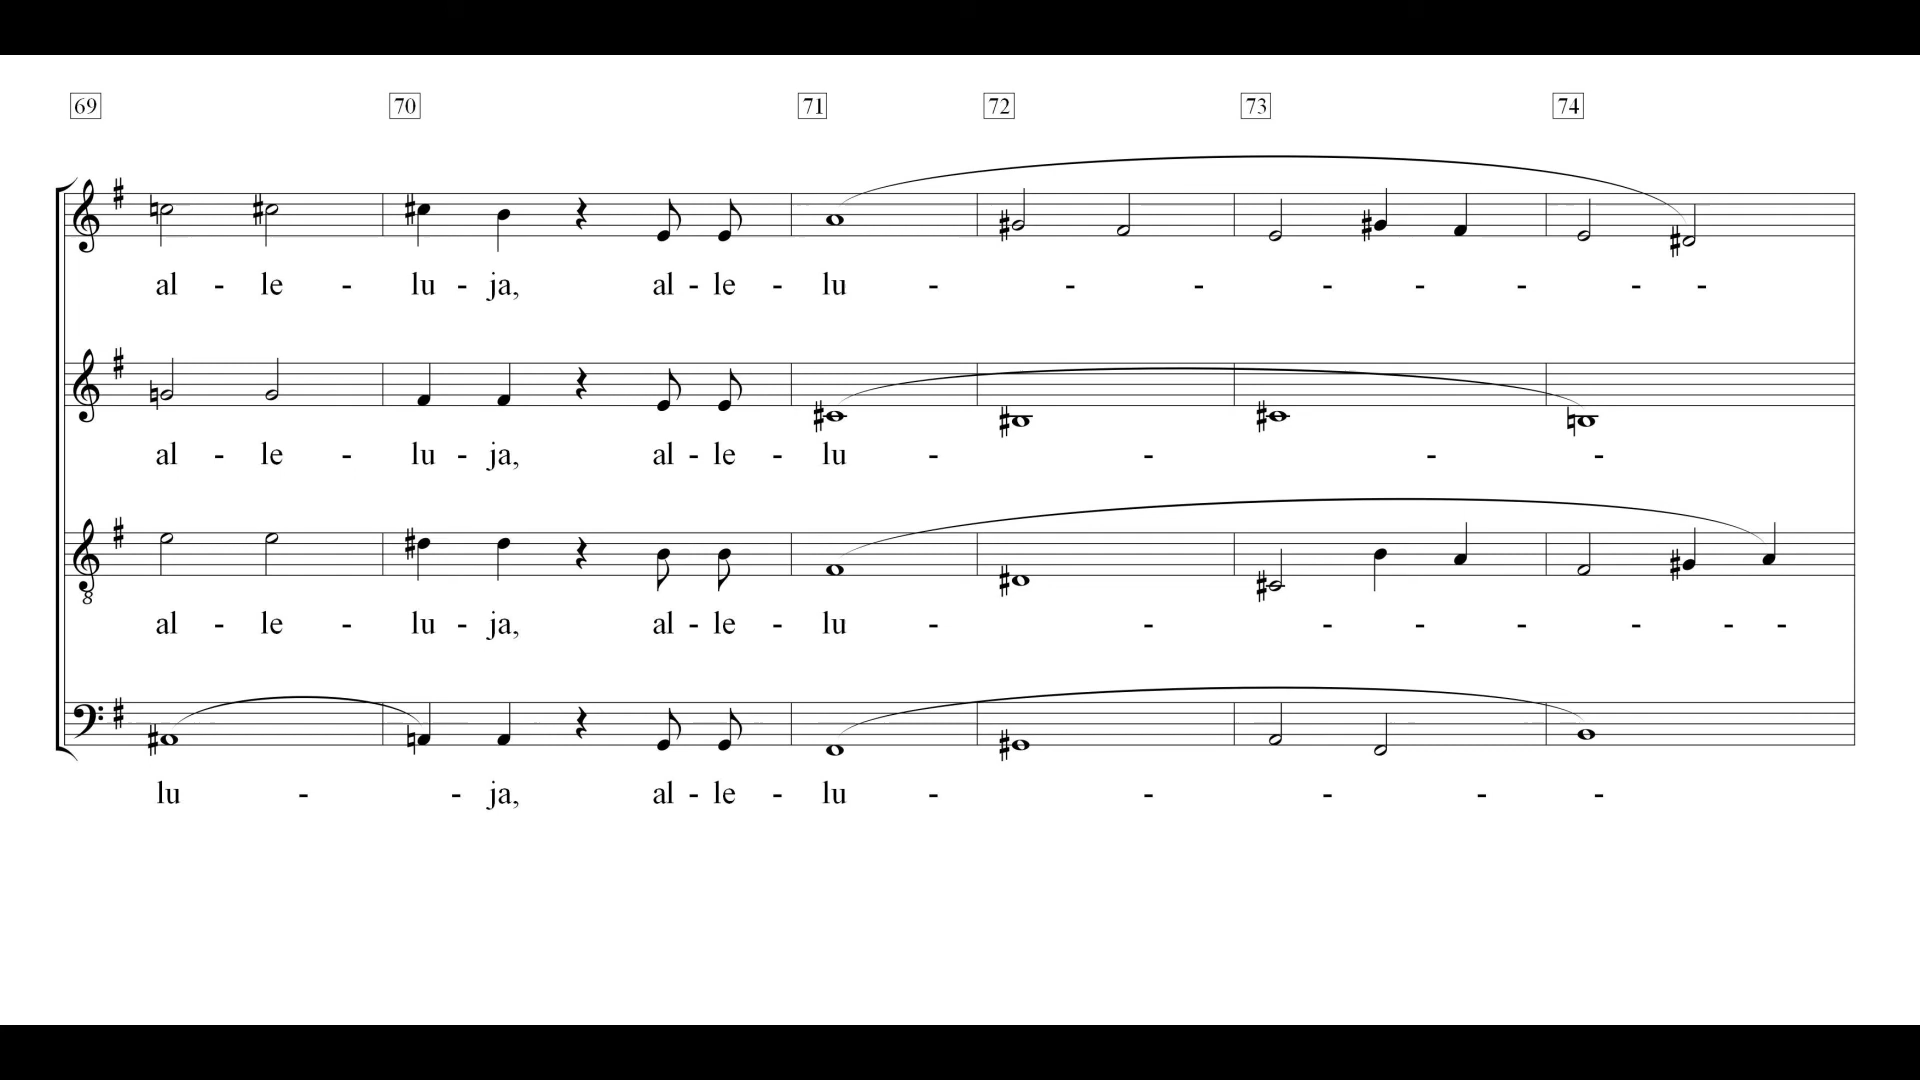 69 70 71 72 73 74
al - le - lu - ja, al - le - lu - - - - - - - -
al - le - lu - ja, al - le - lu - - - -
8
al - le - lu - ja, al - le - lu - - - - - - - -
lu - - ja, al - le - lu - - - - -